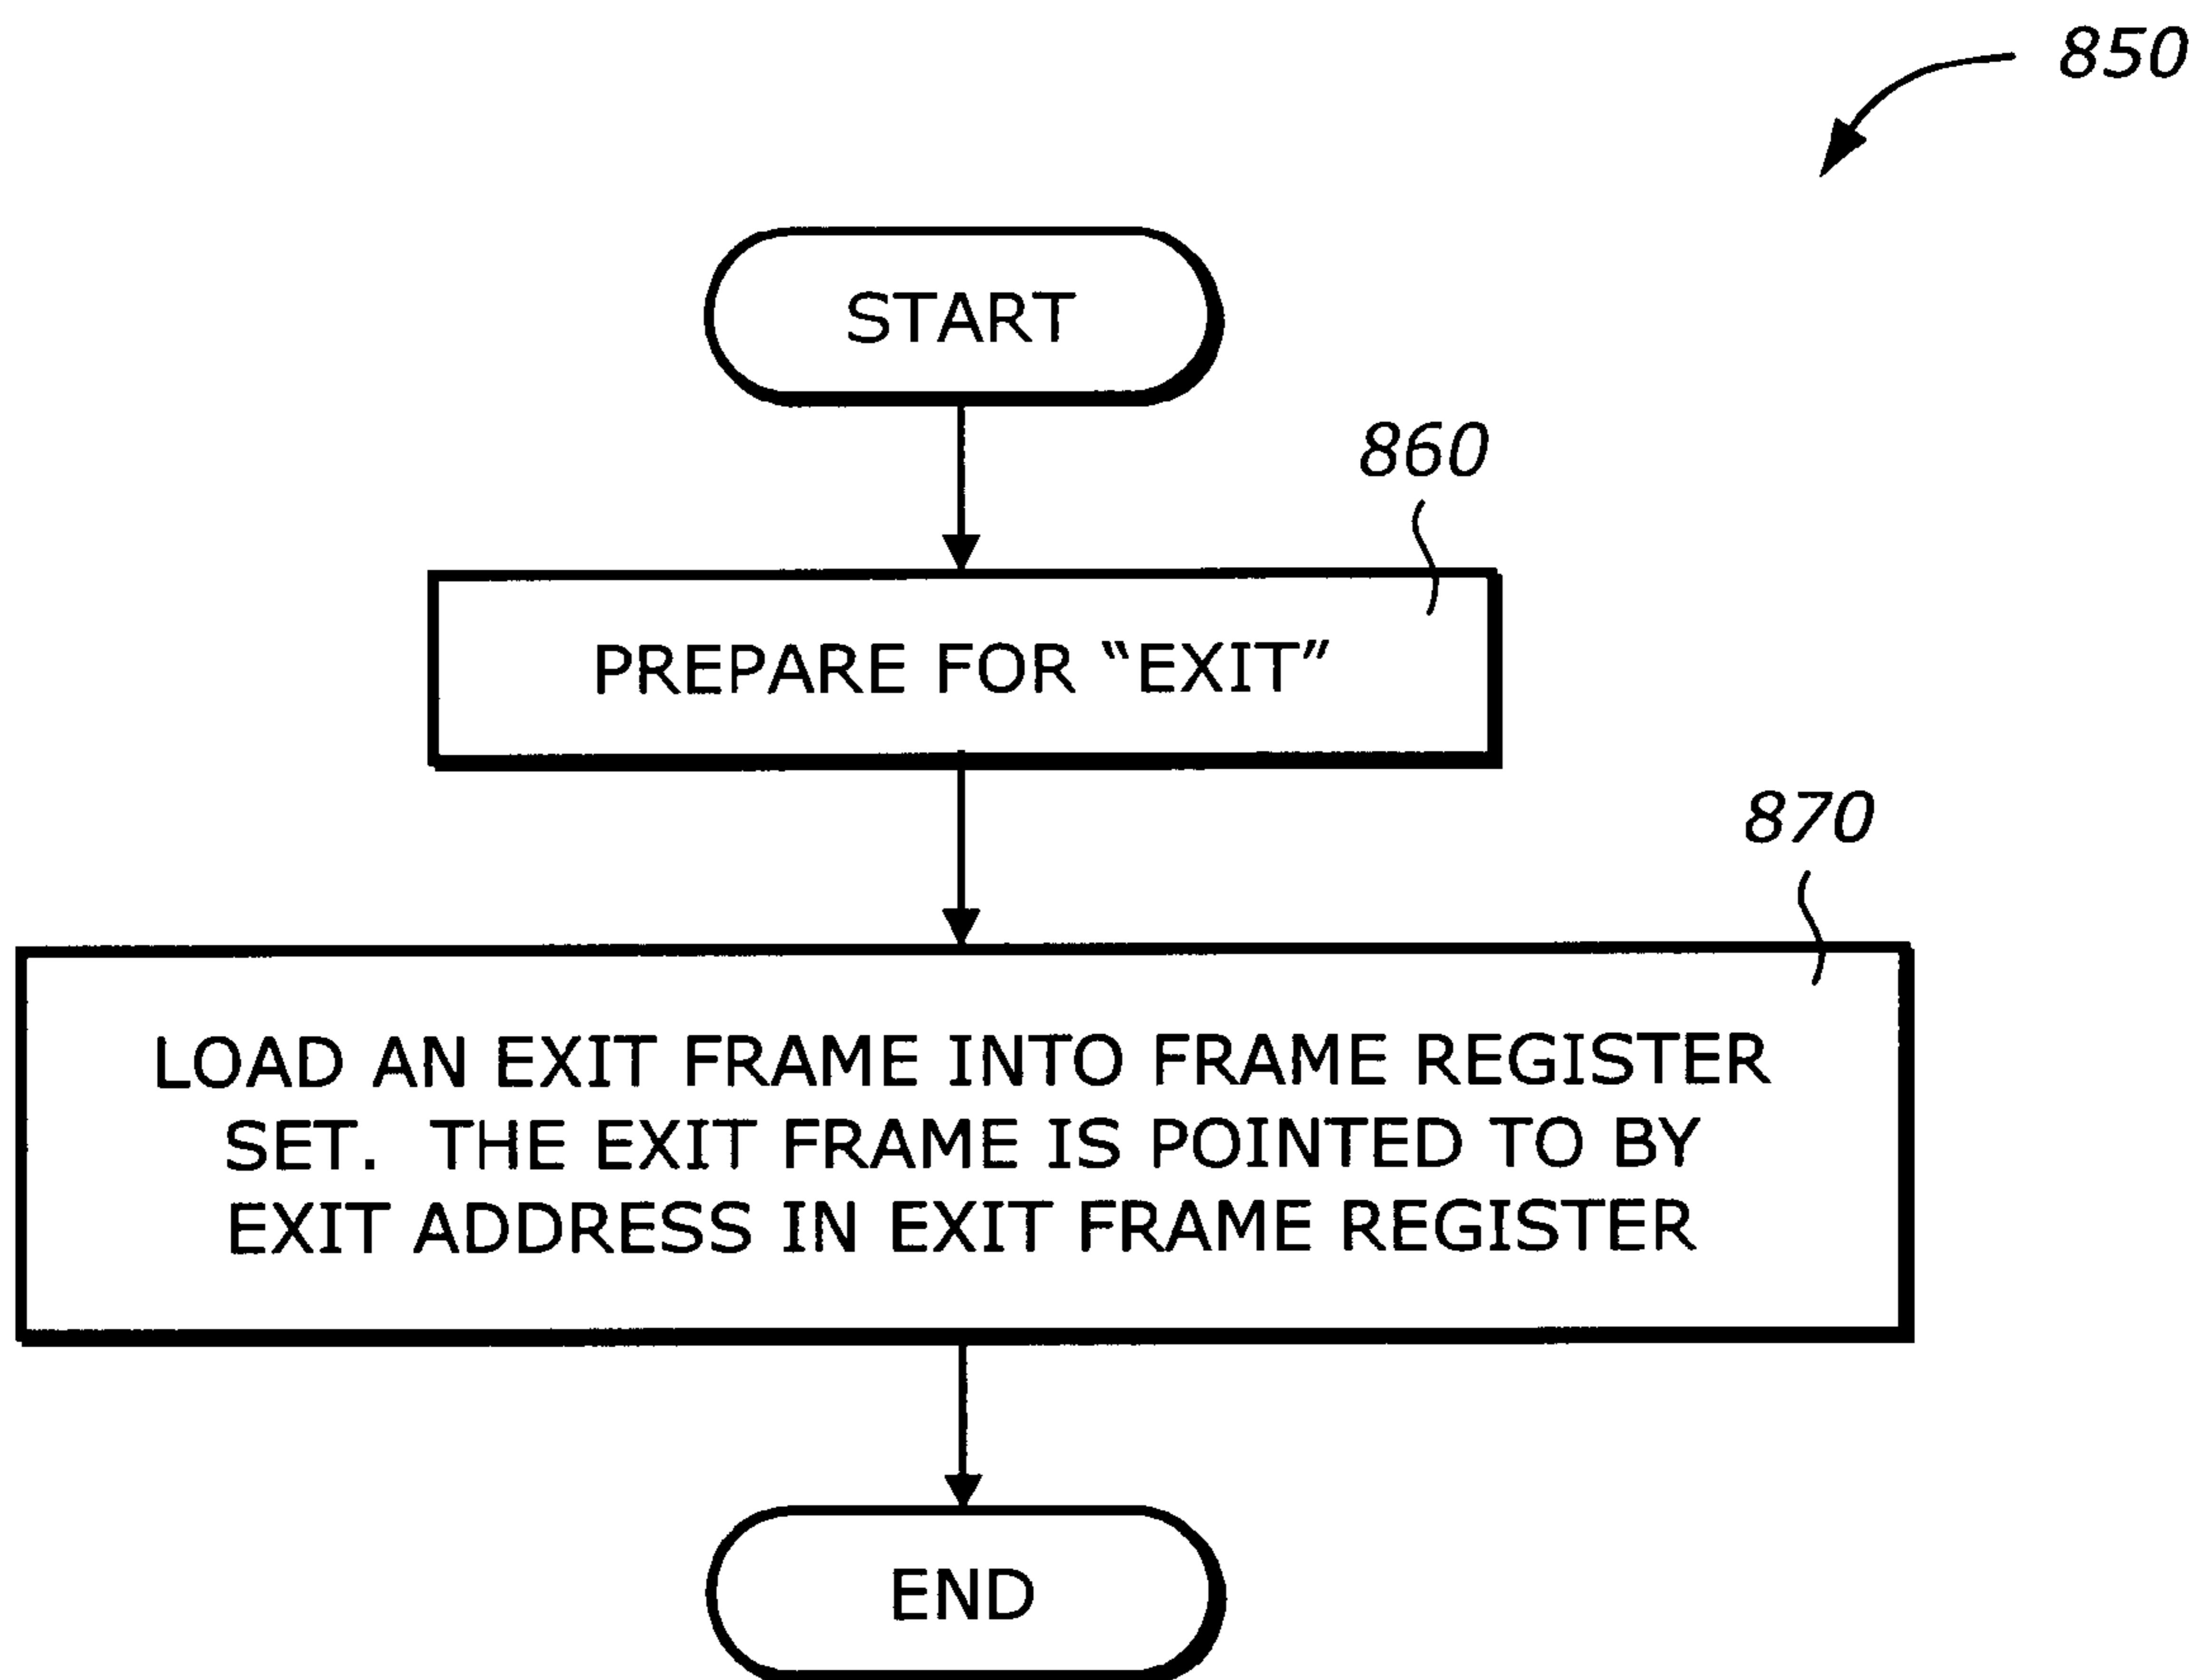 850
START
860
PREPARE FOR “EXIT”
870
LOAD AN EXIT FRAME INTO FRAME REGISTER
SET. THE EXIT FRAME IS POINTED TO BY
EXIT ADDRESS IN EXIT FRAME REGISTER
END